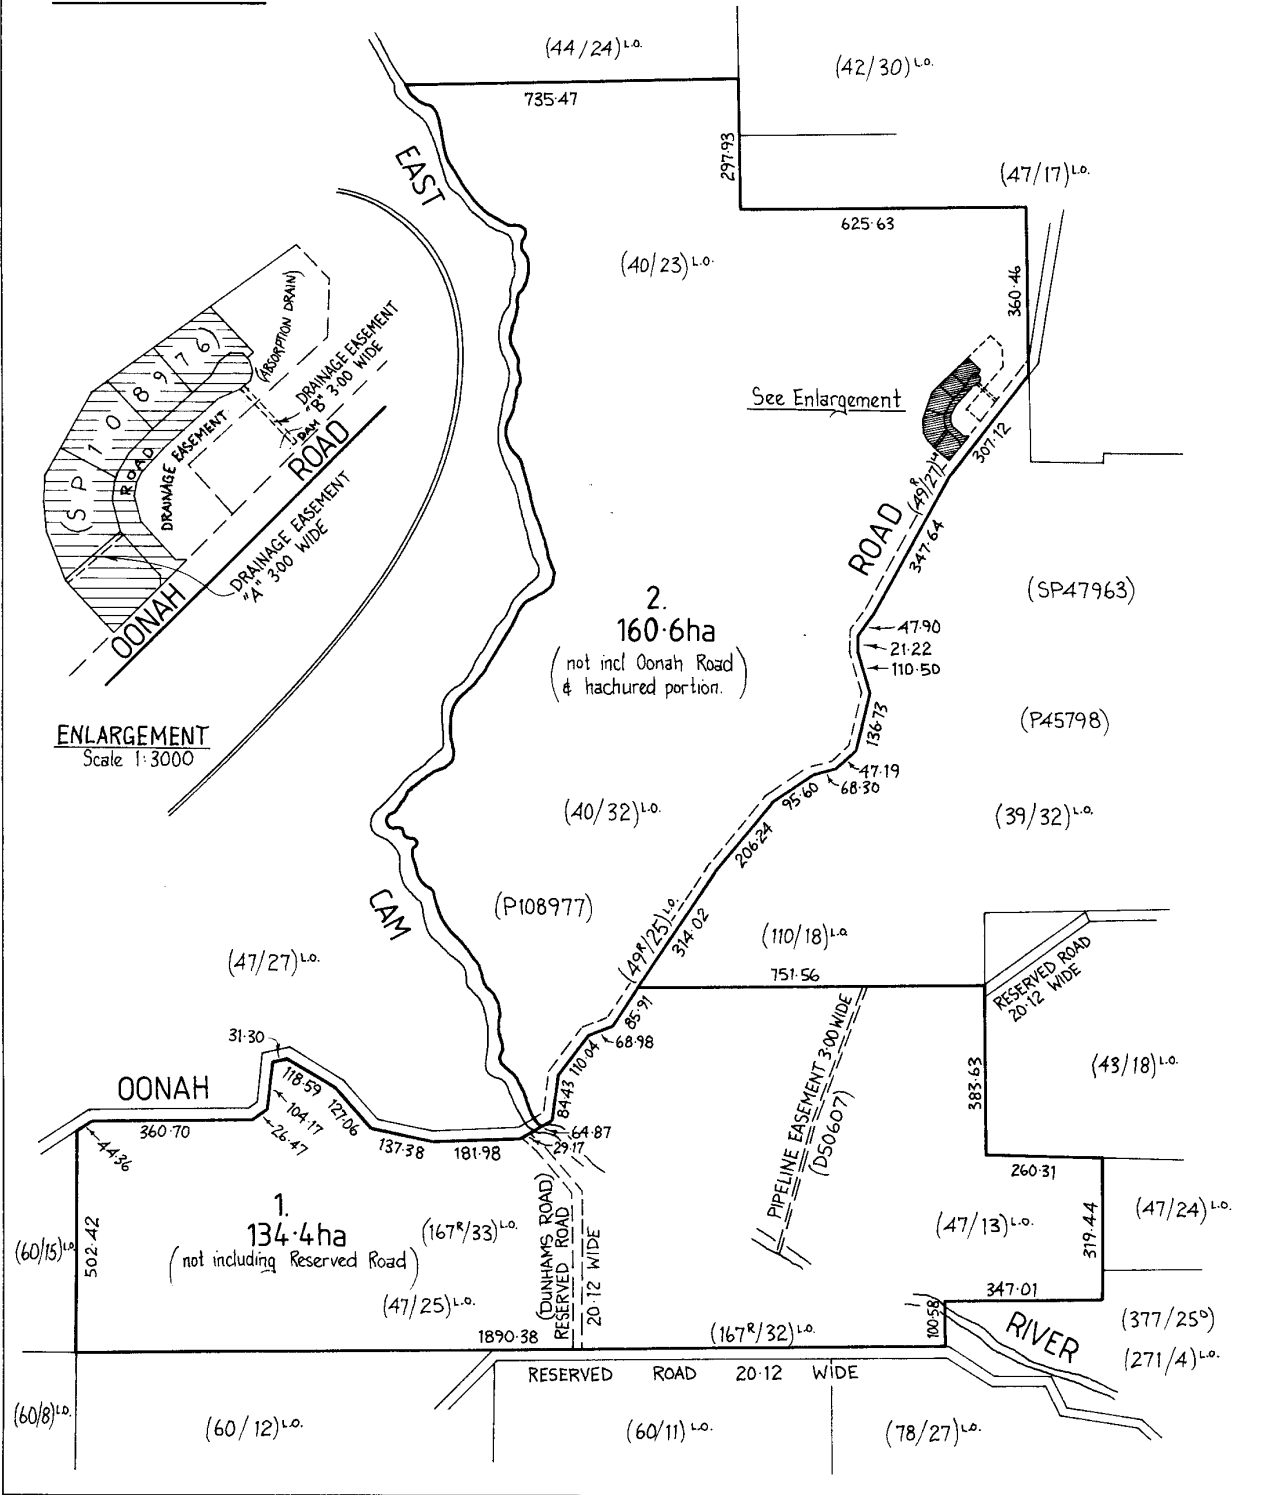 (44/24)L.O.
(42/30)L.O.
735·47
297·93
EAST
(47/17)L.O.
625·63
(40/23)L.O.
360·46
(ABSORPTION DRAIN)
DRAINAGE EASEMENT
"B" 3·00 WIDE
(SP108976)
ROAD
DRAINAGE EASEMENT
DAM
ROAD
DRAINAGE EASEMENT
"A" 3·00 WIDE
OONAH
See Enlargement
307·12
(49R/27)L.O.
ROAD
347·64
(SP47963)
2.
160·6ha
(not incl Oonah Road
& hachured portion.)
47·90
21·22
110·50
ENLARGEMENT
Scale 1:3000
136·73
(P45798)
47·19
68·30
95·60
(40/32)L.O.
(39/32)L.O.
206·24
CAM
(P108977)
(49R/25)L.O.
314·02
(110/18)L.O.
751·56
RESERVED ROAD
20·12 WIDE
(47/27)L.O.
85·91
68·98
110·04
84·43
PIPELINE EASEMENT 3·00 WIDE
(D50607)
383·63
(43/18)L.O.
31·30
OONAH
118·59
104·17
127·06
26·47
360·70
44·36
137·38
181·98
64·87
29·17
260·31
1.
134·4ha
(not including Reserved Road)
(167R/33)L.O.
(60/15)L.O.
502·42
(DUNHAMS ROAD)
RESERVED ROAD
20·12 WIDE
(47/13)L.O.
319·44
(47/24)L.O.
(47/25)L.O.
347·01
100·58
1890·38
(167R/32)L.O.
RIVER
(377/25D)
(271/4)L.O.
RESERVED ROAD 20·12 WIDE
(60/8)L.O.
(60/12)L.O.
(60/11)L.O.
(78/27)L.O.